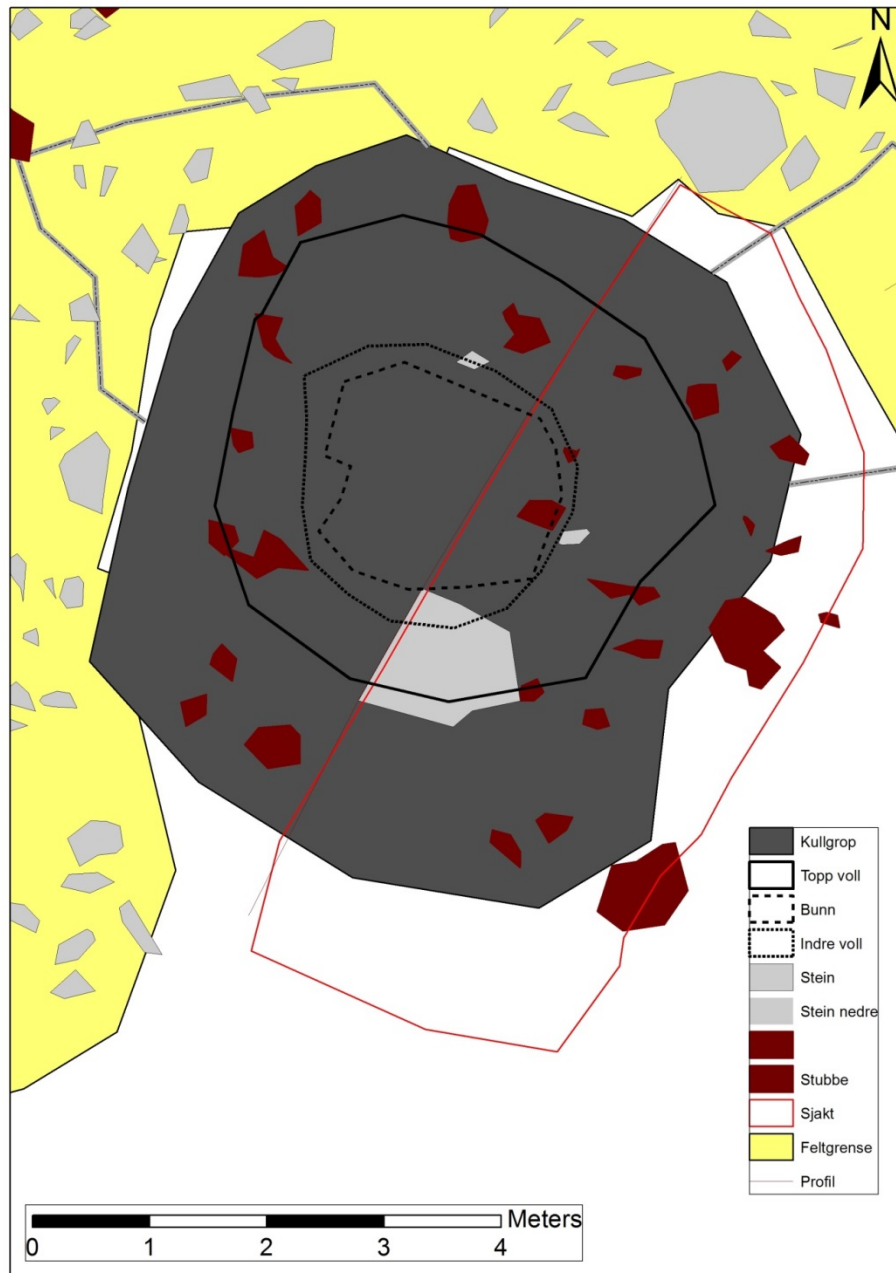 N
Kullgrop
Topp voll
Bunn
Indre voll
Stein
Stein nedre
Stubbe
Sjakt
Feltgrense
Profil
Meters
0 1 2 3 4